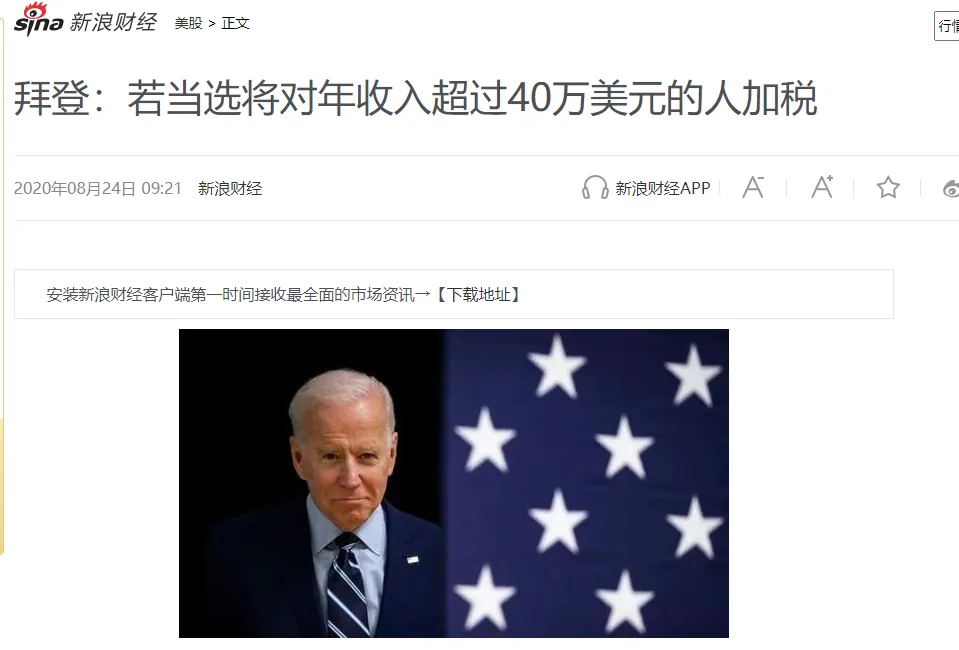 sina 新浪财经 美股 > 正文
行情
拜登：若当选将对年收入超过40万美元的人加税
2020年08月24日 09:21 新浪财经
新浪财经APP A- A+
安装新浪财经客户端第一时间接收最全面的市场资讯→【下载地址】